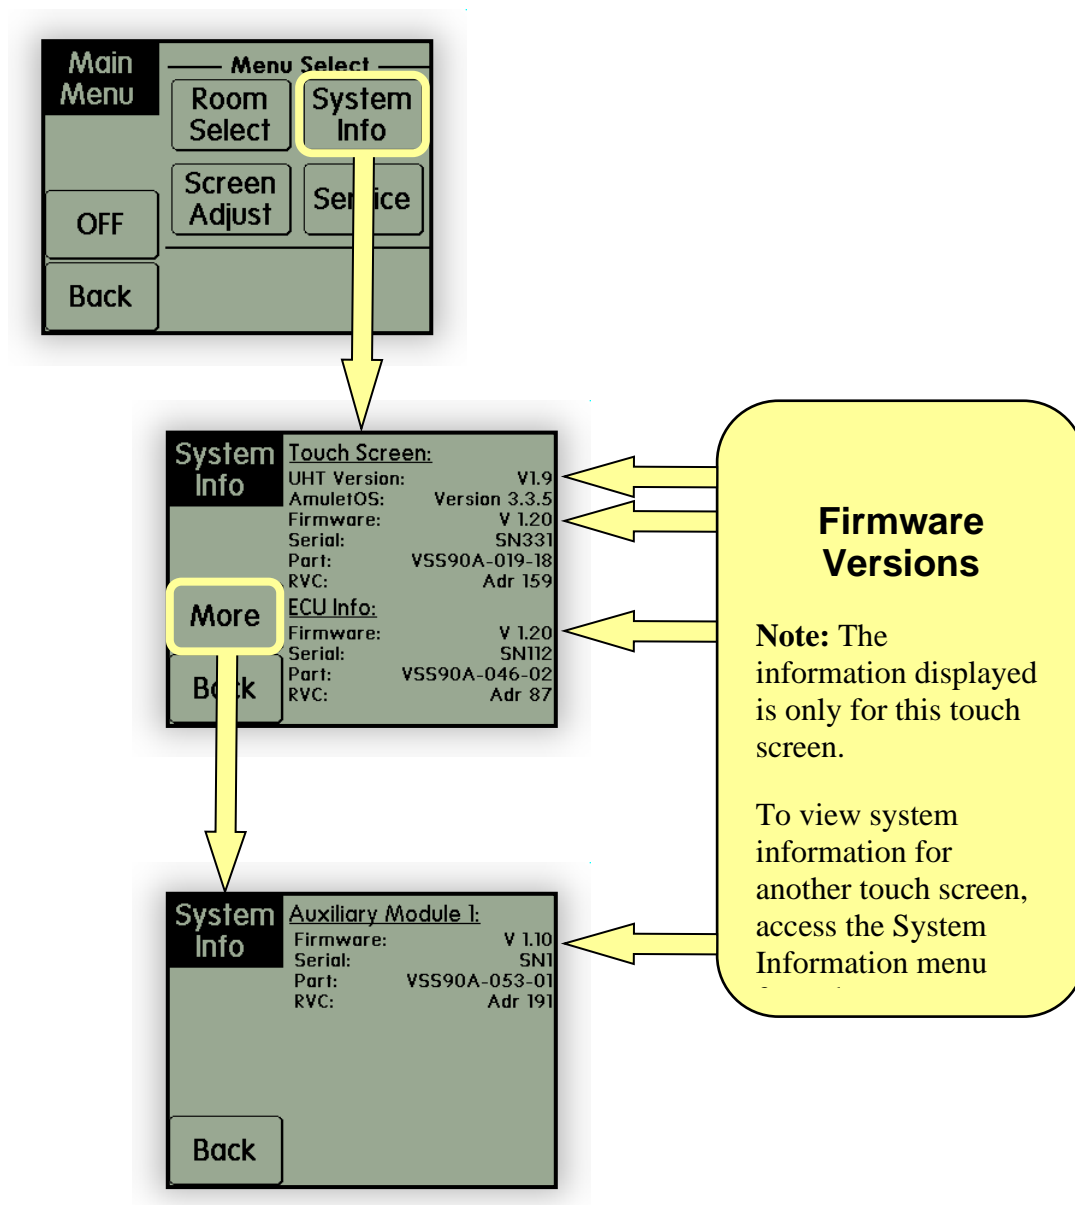 Main
Menu
Menu Select
Room
Select
System
Info
Screen
Adjust
OFF
Back
System
Info
Touch Screen:
UHT Version: V1.9
AmuletOS: Version 3.3.5
Firmware: V 1.20
Serial: SN331
Part: VSS90A-019-18
RVC: Adr 159
More
ECU Info:
Firmware: V 1.20
Serial: SN112
Part: VSS90A-046-02
RVC: Adr 87
System
Info
Auxiliary Module 1:
Firmware: V 1.10
Serial: SN1
Part: VSS90A-053-01
RVC: Adr 191
Back
Firmware
Versions
Note: The
information displayed
is only for this touch
screen.
To view system
information for
another touch screen,
access the System
Information menu